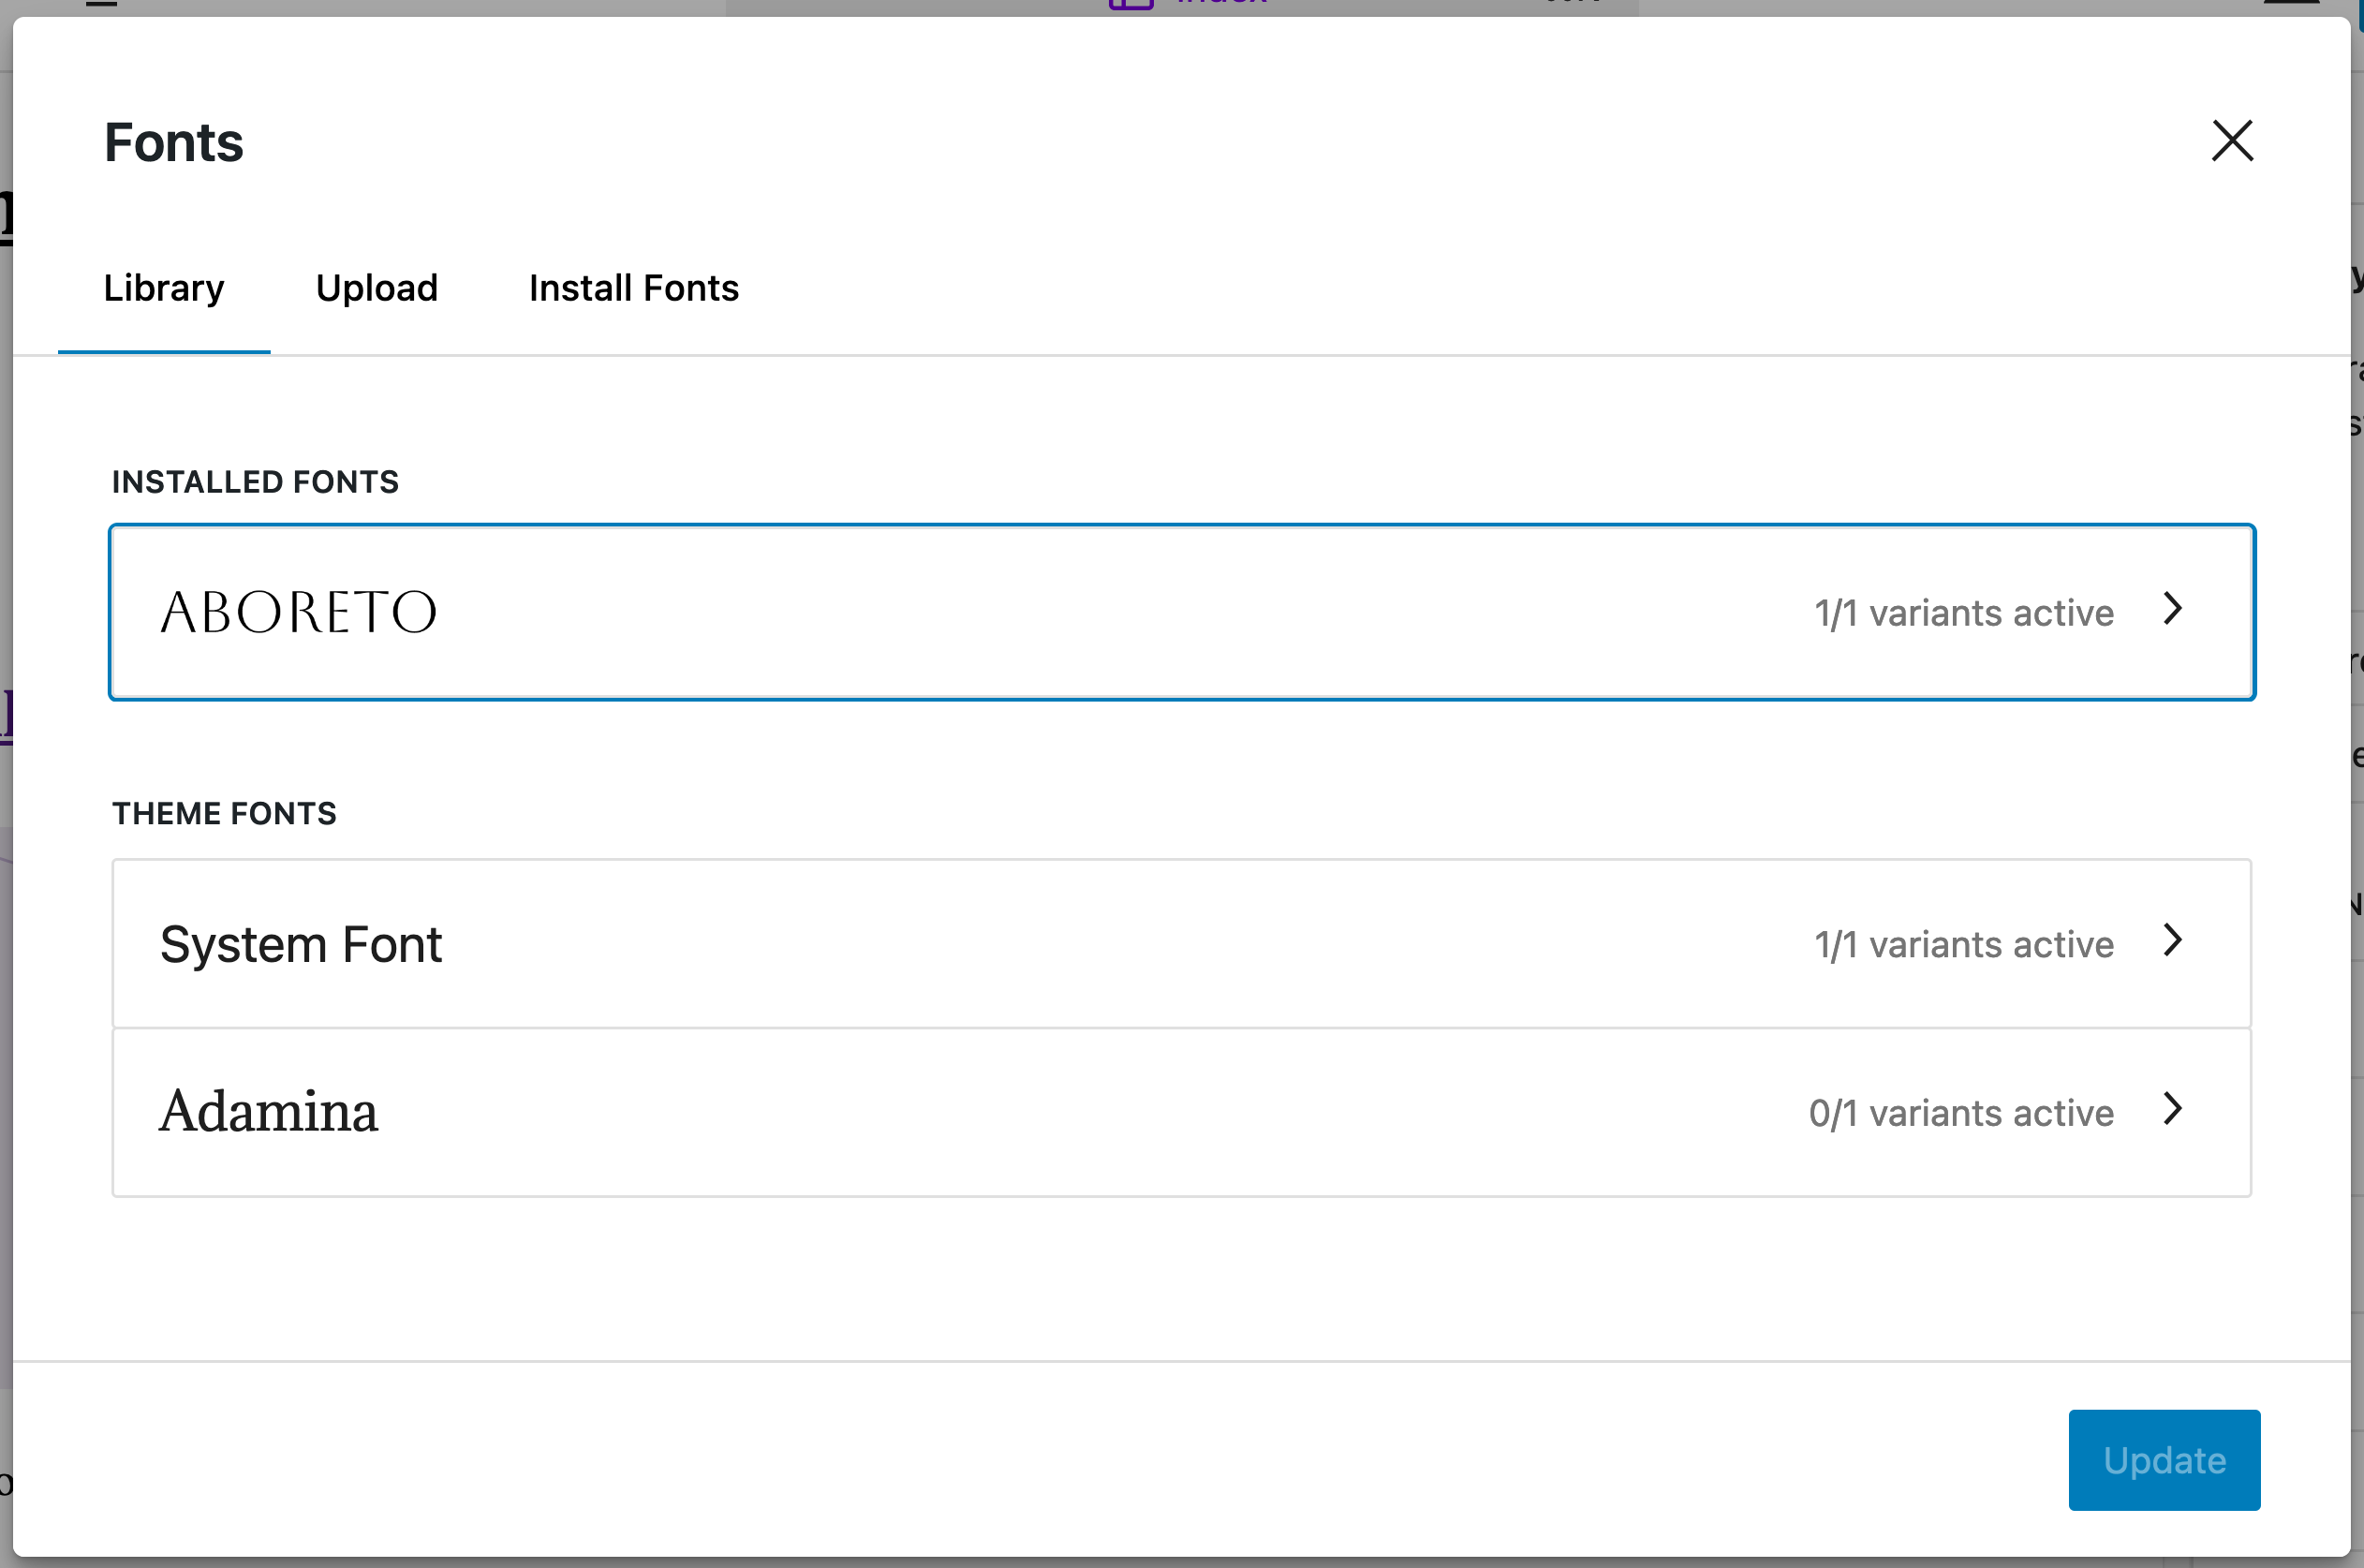 Fonts
Library Upload Install Fonts
INSTALLED FONTS
ABORETO 1/1 variants active
THEME FONTS
System Font 1/1 variants active
Adamina 0/1 variants active
Update